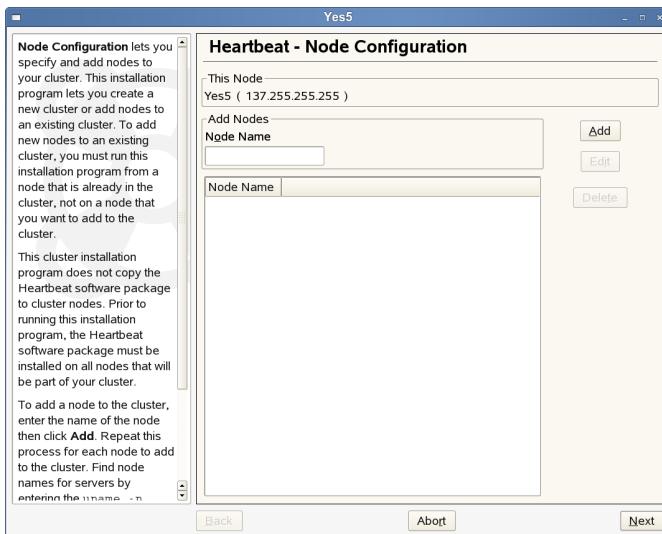 Yes5
Node Configuration lets you
specify and add nodes to
your cluster. This installation
program lets you create a
new cluster or add nodes to
an existing cluster. To add
new nodes to an existing
cluster, you must run this
installation program from a
node that is already in the
cluster, not on a node that
you want to add to the
cluster.
This cluster installation
program does not copy the
Heartbeat software package
to cluster nodes. Prior to
running this installation
program, the Heartbeat
software package must be
installed on all nodes that will
be part of your cluster.
To add a node to the cluster,
enter the name of the node
then click Add. Repeat this
process for each node to add
to the cluster. Find node
names for servers by
entering the uname -n
Heartbeat - Node Configuration
This Node
Yes5 ( 137.255.255.255 )
Add Nodes
Node Name
Add
Edit
Delete
Node Name
Back
Abort
Next